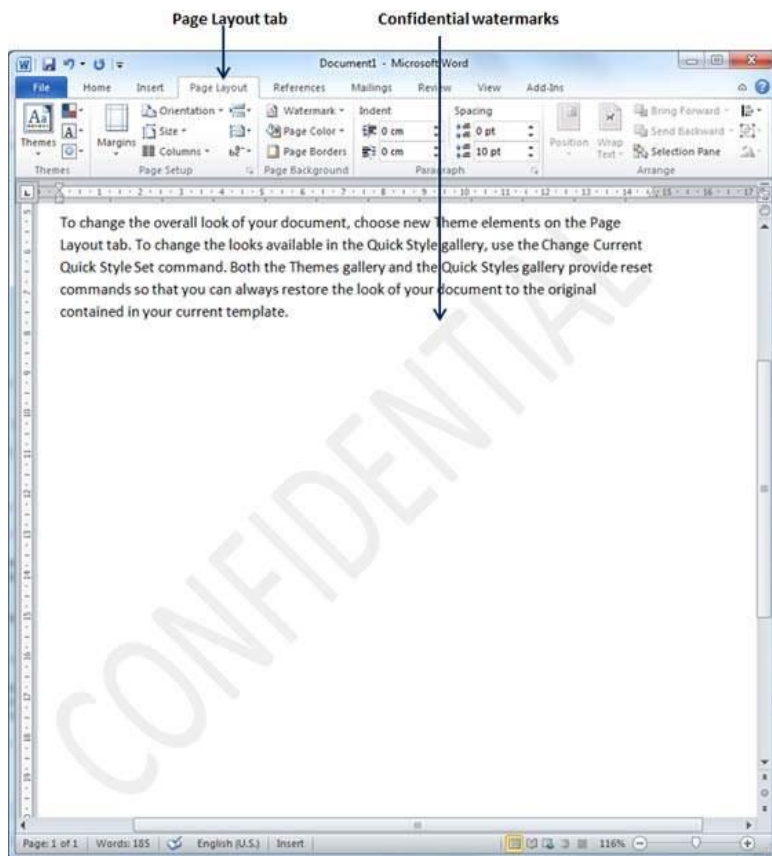 Page Layout tab
Confidential watermarks
Document1 - Microsoft Word
File Home Insert Page Layout References Mailings Review View Add-Ins
Orientation Watermark Indent Spacing Bring Forward
Size Page Color 0 cm 0 pt Send Backward
Themes Margins Columns Page Borders 0 cm 10 pt Position Wrap Text Selection Pane
Themes Page Setup Page Background Paragraph Arrange
To change the overall look of your document, choose new Theme elements on the Page
Layout tab. To change the looks available in the Quick Style gallery, use the Change Current
Quick Style Set command. Both the Themes gallery and the Quick Styles gallery provide reset
commands so that you can always restore the look of your document to the original
contained in your current template.
CONFIDENTIAL
Page: 1 of 1 Words: 185 English (U.S.) Insert 116%